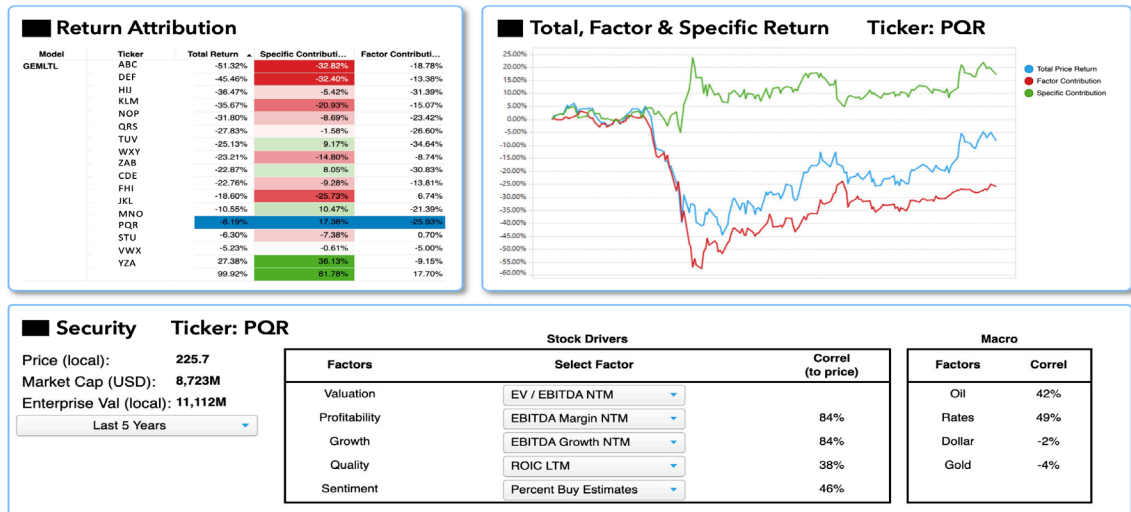 Return Attribution
Model Ticker Total Return Specific Contributi... Factor Contributi...
GEMLTL
ABC
DEF
HIJ
KLM
NOP
QRS
TUV
WXY
ZAB
CDE
FHI
JKL
MNO
PQR
STU
VWX
YZA
-51.32% -32.82% -18.78%
-45.46% -32.40% -13.38%
-36.47% -5.42% -31.39%
-35.67% -20.93% -15.07%
-31.80% -8.69% -23.42%
-27.83% -1.58% -26.60%
-25.13% 9.17% -34.64%
-23.21% -14.80% -8.74%
-22.87% 8.05% -30.83%
-22.76% -9.28% -13.81%
-18.60% -25.73% 6.74%
-10.55% 10.47% -21.39%
-8.19% 17.38% -25.93%
-6.30% -7.38% 0.70%
-5.23% -0.61% -5.00%
27.38% 36.13% -9.15%
99.92% 81.78% 17.70%
Total, Factor & Specific Return Ticker: PQR
25.00%
20.00%
15.00%
10.00%
5.00%
0.00%
-5.00%
-10.00%
-15.00%
-20.00%
-25.00%
-30.00%
-35.00%
-40.00%
-45.00%
-50.00%
-55.00%
-60.00%
Total Price Return
Factor Contribution
Specific Contribution
Security Ticker: PQR
Price (local): 225.7
Market Cap (USD): 8,723M
Enterprise Val (local): 11,112M
Last 5 Years
Stock Drivers
Factors Select Factor Correl (to price)
Valuation EV / EBITDA NTM
Profitability EBITDA Margin NTM 84%
Growth EBITDA Growth NTM 84%
Quality ROIC LTM 38%
Sentiment Percent Buy Estimates 46%
Macro
Factors Correl
Oil 42%
Rates 49%
Dollar -2%
Gold -4%